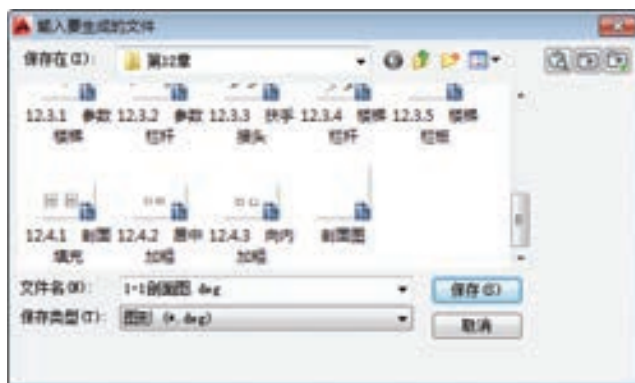 输入要生成的文件
保存在(I):
第12章
12.3.1 参数 12.3.2 参数 12.3.3 扶手 12.3.4 楼梯 12.3.5 楼梯
楼梯 栏杆 接头 栏杆 栏板
12.4.1 剖面 12.4.2 居中 12.4.3 向内 剖面图
填充 加粗 加粗
文件名(N): 1-1剖面图.dwg 保存(S)
保存类型(T): 图形 (*.dwg) 取消